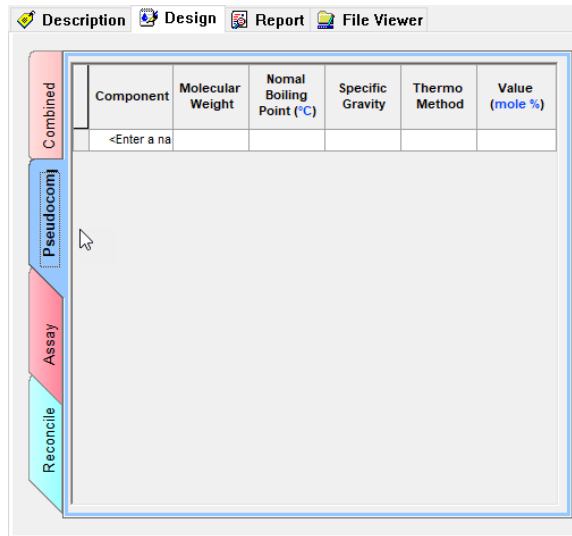 Description Design Report File Viewer
Combined
Pseudocom
Assay
Reconcile
Component
Molecular
Weight
Nomal
Boiling
Point (°C)
Specific
Gravity
Thermo
Method
Value
(mole %)
<Enter a na